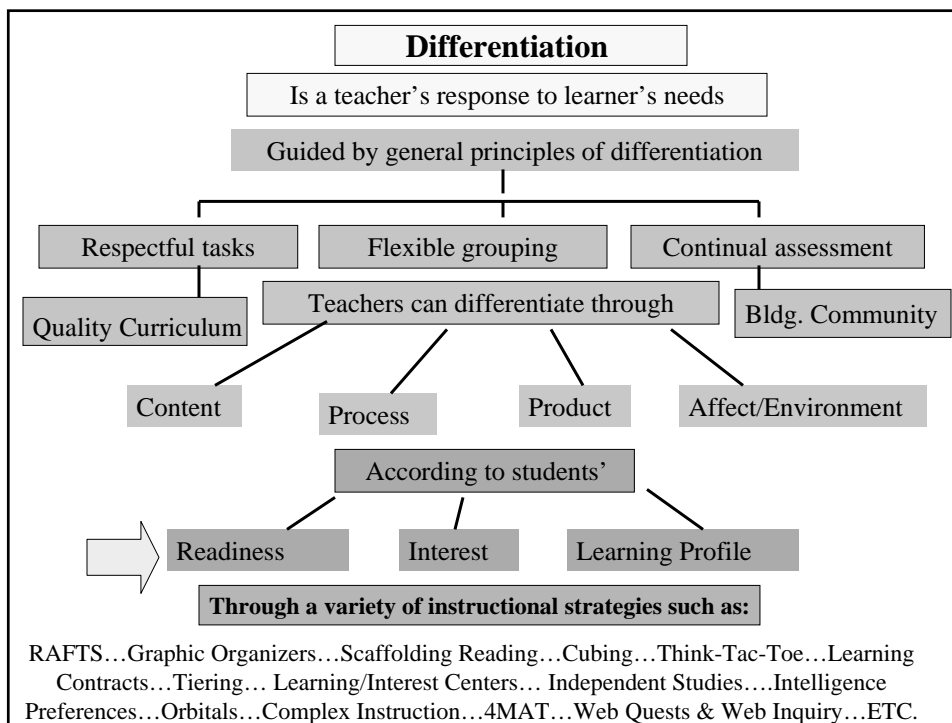 Differentiation
Is a teacher’s response to learner’s needs
Guided by general principles of differentiation
Respectful tasks
Flexible grouping
Continual assessment
Quality Curriculum
Teachers can differentiate through
Bldg. Community
Content
Process
Product
Affect/Environment
According to students’
Readiness
Interest
Learning Profile
Through a variety of instructional strategies such as:
RAFTS…Graphic Organizers…Scaffolding Reading…Cubing…Think-Tac-Toe…Learning
Contracts…Tiering… Learning/Interest Centers… Independent Studies….Intelligence
Preferences…Orbitals…Complex Instruction…4MAT…Web Quests & Web Inquiry…ETC.